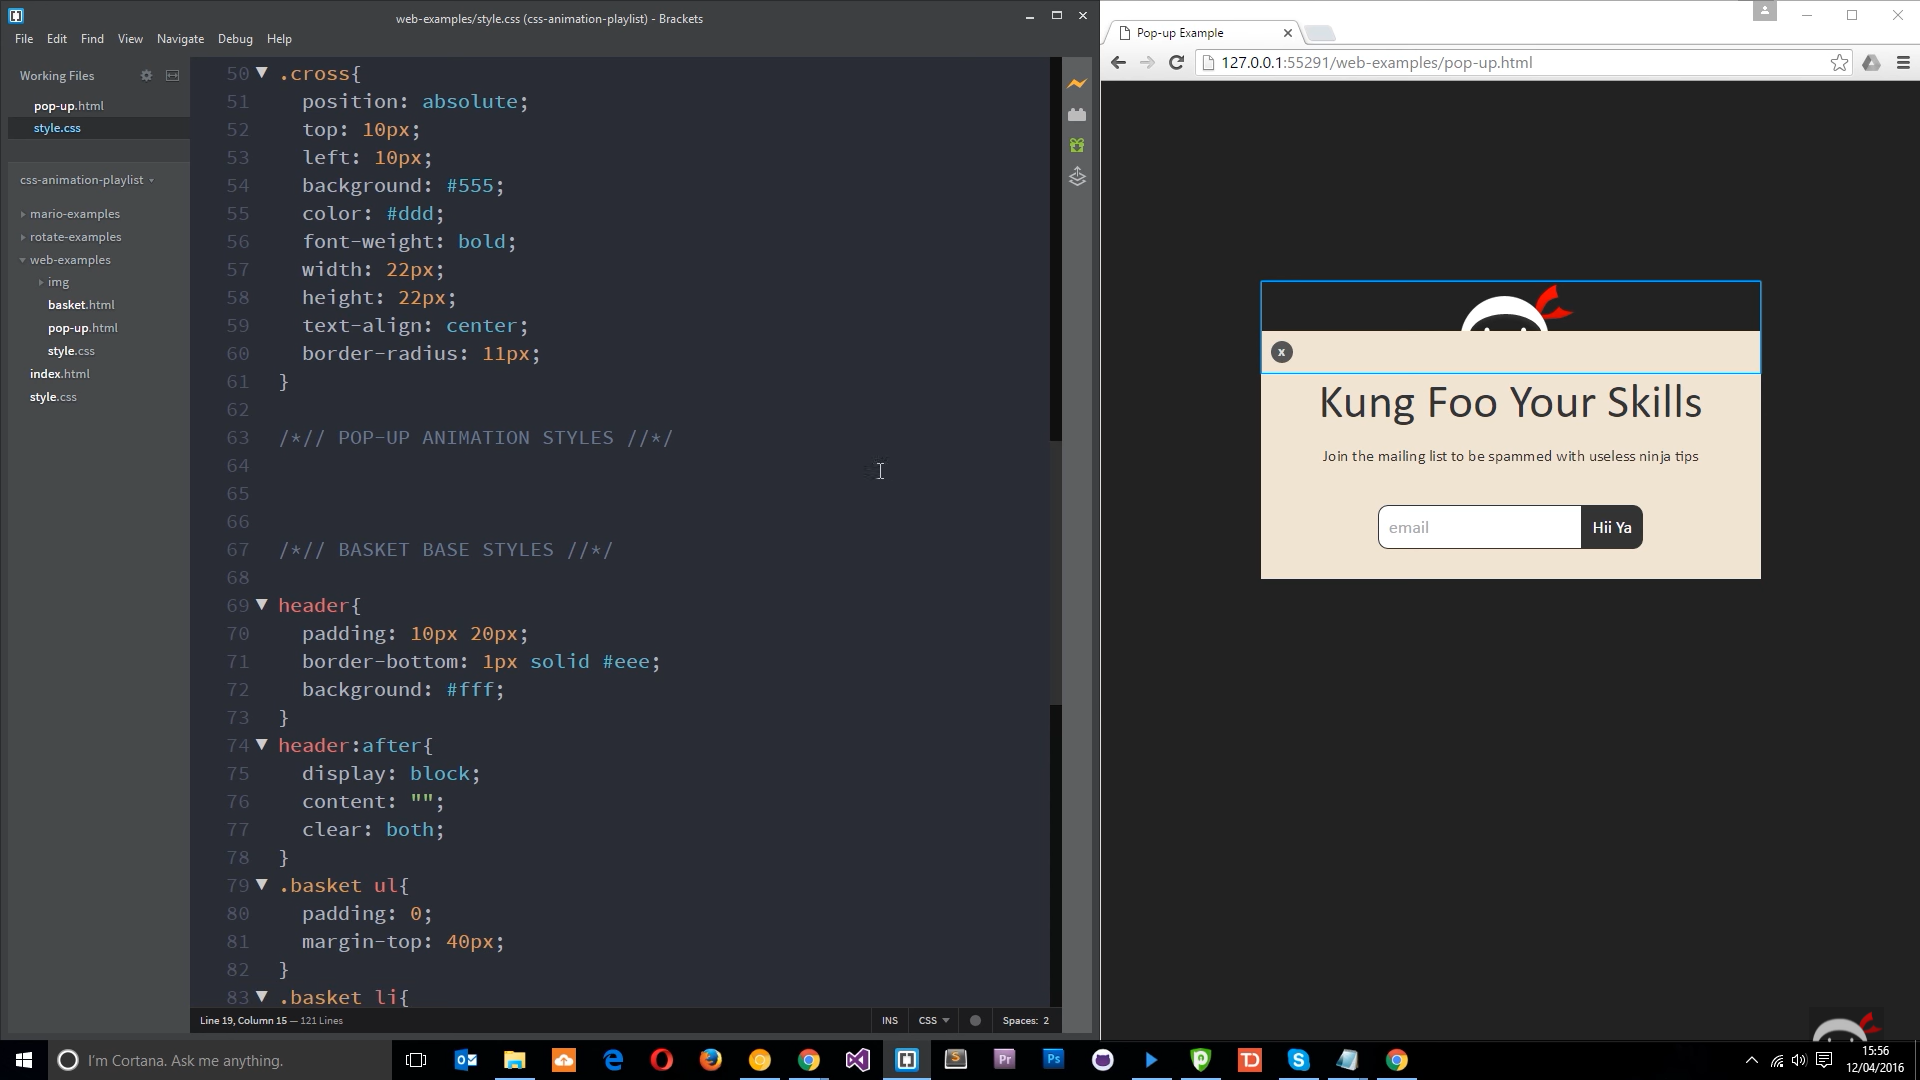 web-examples/style.css (css-animation-playlist) - Brackets
File Edit Find View Navigate Debug Help
Working Files
pop-up.html
style.css
css-animation-playlist
mario-examples
rotate-examples
web-examples
img
basket.html
pop-up.html
style.css
index.html
style.css
50 .cross{
51 position: absolute;
52 top: 10px;
53 left: 10px;
54 background: #555;
55 color: #ddd;
56 font-weight: bold;
57 width: 22px;
58 height: 22px;
59 text-align: center;
60 border-radius: 11px;
61 }
62
63 /*// POP-UP ANIMATION STYLES //*/
64
65
66
67 /*// BASKET BASE STYLES //*/
68
69 header{
70 padding: 10px 20px;
71 border-bottom: 1px solid #eee;
72 background: #fff;
73 }
74 header:after{
75 display: block;
76 content: "";
77 clear: both;
78 }
79 .basket ul{
80 padding: 0;
81 margin-top: 40px;
82 }
83 .basket li{
Line 19, Column 15 — 121 Lines
INS CSS Spaces: 2
Pop-up Example
127.0.0.1:55291/web-examples/pop-up.html
x
Kung Foo Your Skills
Join the mailing list to be spammed with useless ninja tips
email Hii Ya
I'm Cortana. Ask me anything.
Pr Ps TD
15:56
12/04/2016